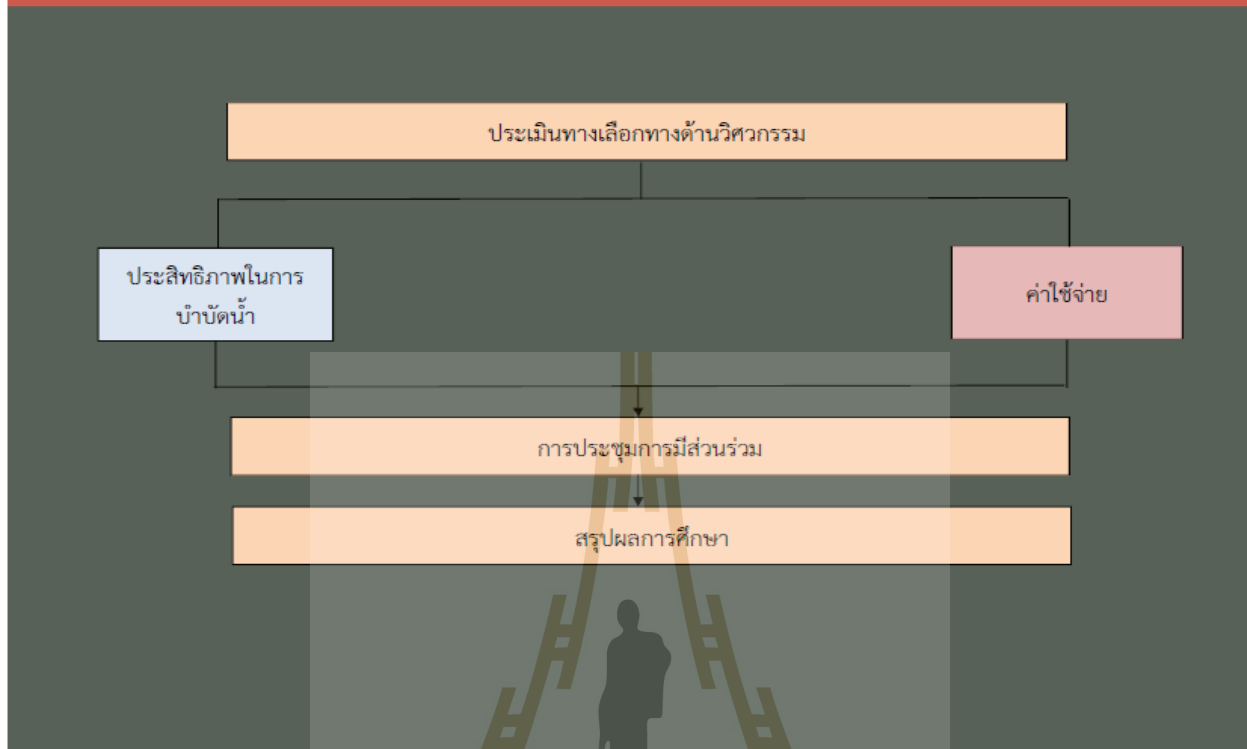 ประเมินทางเลือกทางด้านวิศวกรรม
ประสิทธิภาพในการ
บำบัดน้ำ
ค่าใช้จ่าย
การประชุมการมีส่วนร่วม
สรุปผลการศึกษา